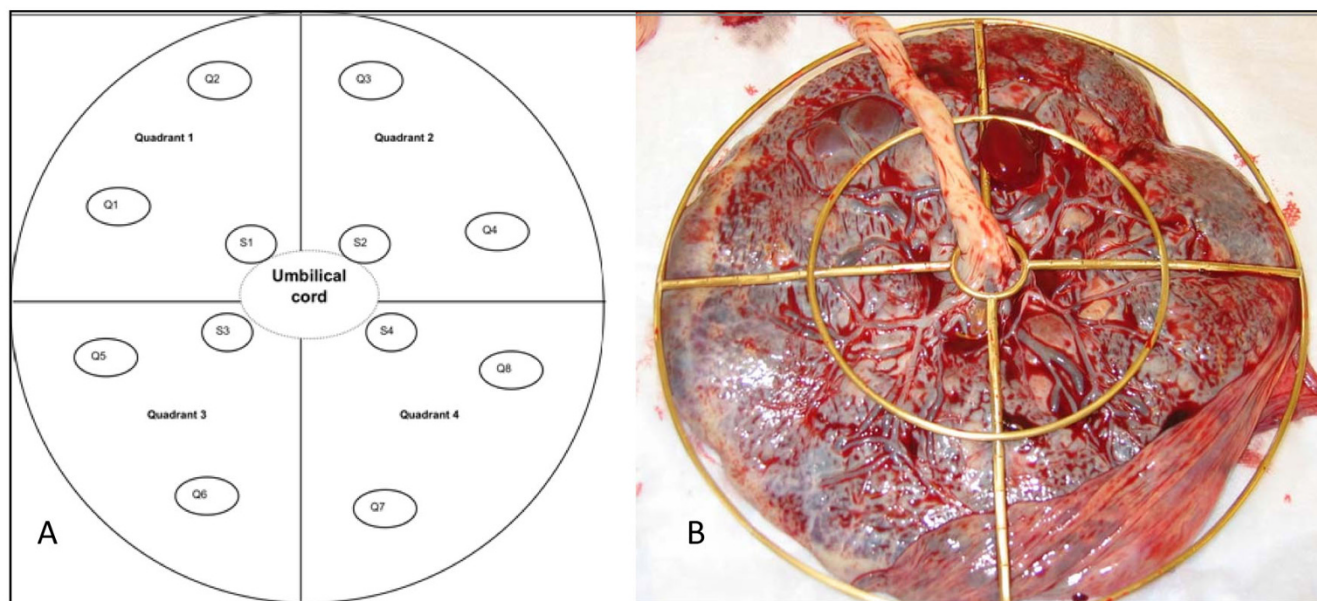 Q2
Q3
Quadrant 1
Quadrant 2
Q1
S1
S2
Q4
Umbilical
cord
S3
S4
Q5
Q8
Quadrant 3
Quadrant 4
Q6
Q7
A
B